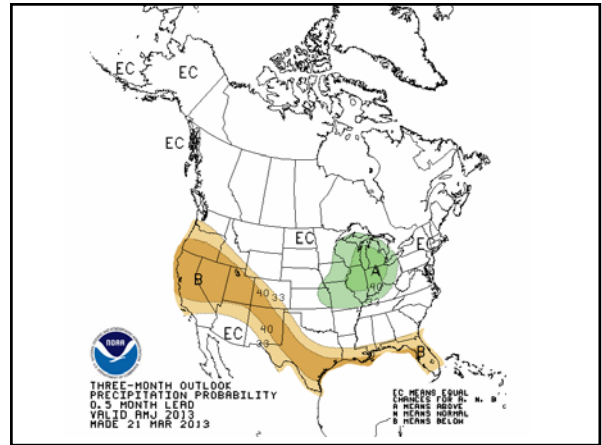 EC
EC
EC
EC
EC
A
B
40
40
33
33
40
EC
33
B
NOAA
THREE-MONTH OUTLOOK
PRECIPITATION PROBABILITY
0.5 MONTH LEAD
VALID AMJ 2013
MADE 21 MAR 2013
EC MEANS EQUAL
CHANCES FOR A, N, B
A MEANS ABOVE
N MEANS NORMAL
B MEANS BELOW